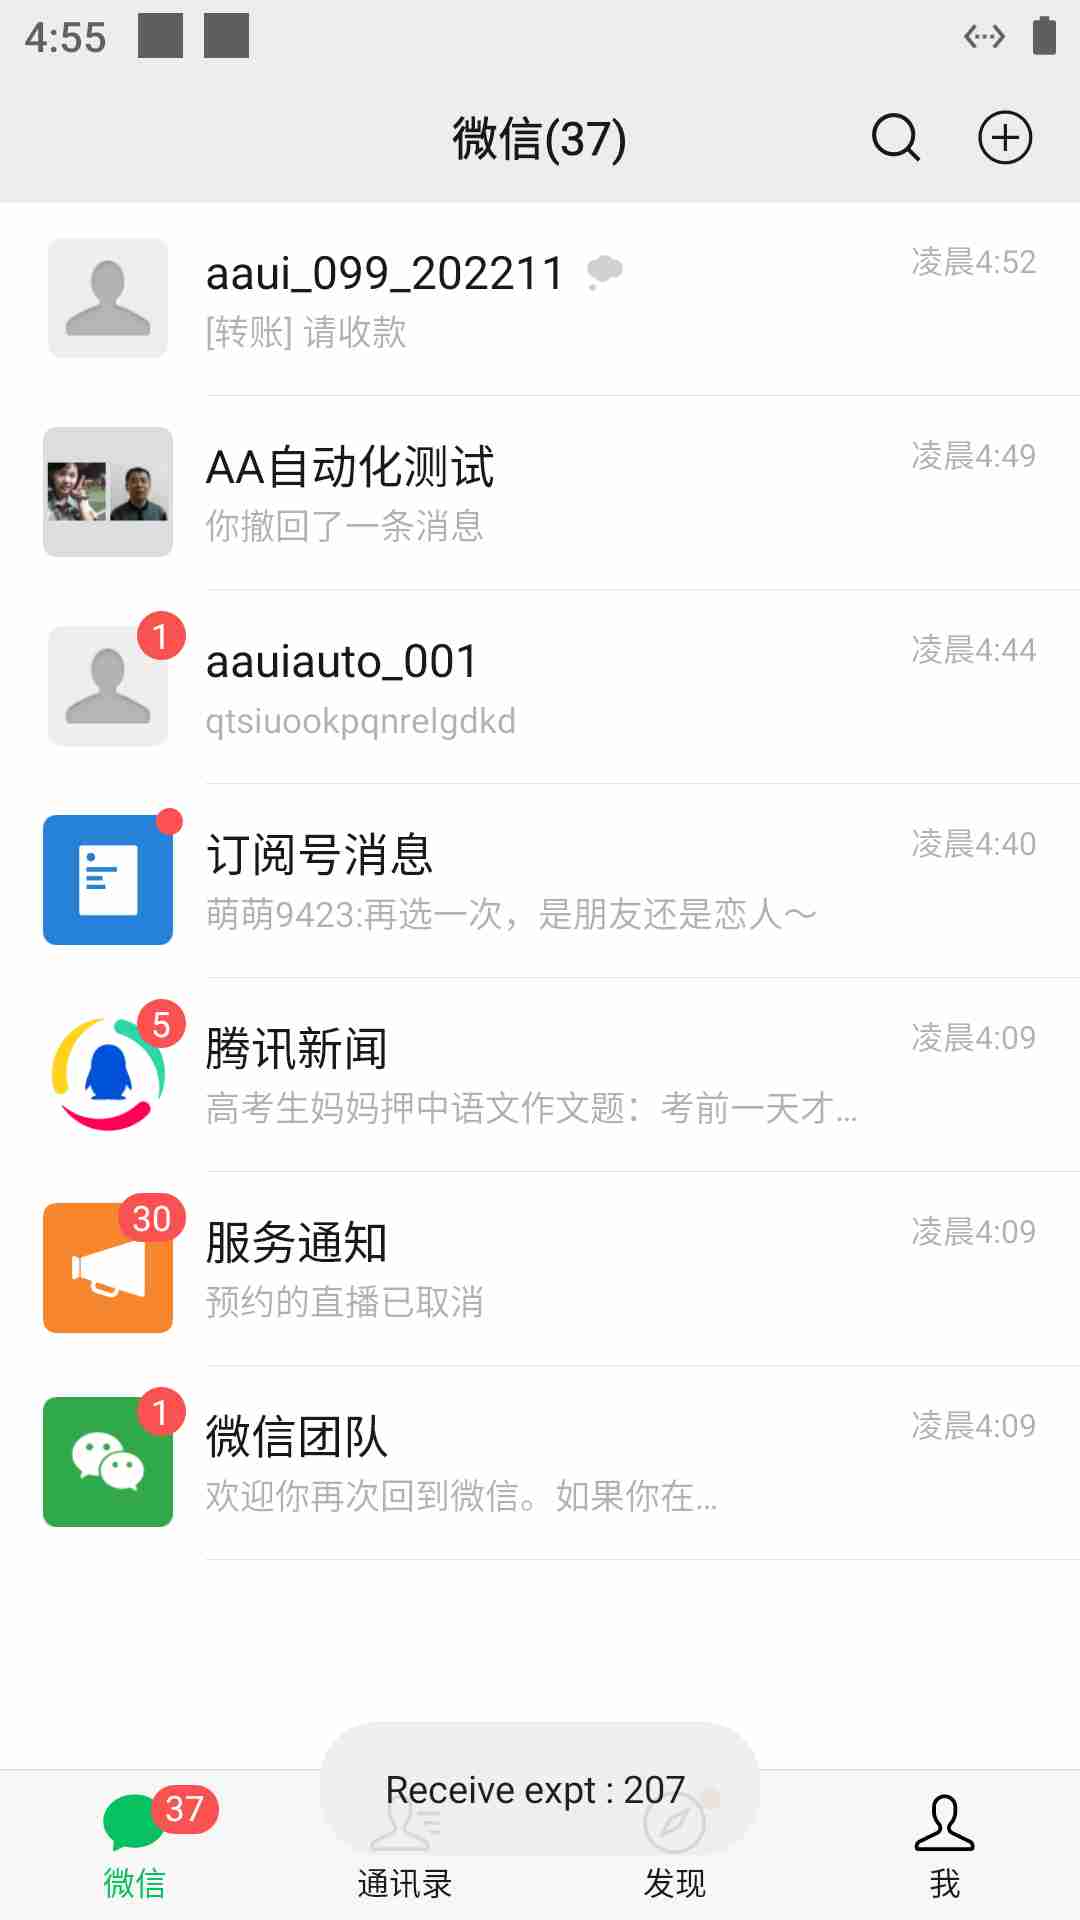 4:55
微信(37)
aaui_099_202211
凌晨4:52
[转账] 请收款
AA自动化测试
凌晨4:49
你撤回了一条消息
1
aauiauto_001
凌晨4:44
qtsiuookpqnrelgdkd
订阅号消息
凌晨4:40
萌萌9423:再选一次，是朋友还是恋人～
5
腾讯新闻
凌晨4:09
高考生妈妈押中语文作文题：考前一天才...
30
服务通知
凌晨4:09
预约的直播已取消
1
微信团队
凌晨4:09
欢迎你再次回到微信。如果你在...
Receive expt : 207
37
微信
通讯录
发现
我